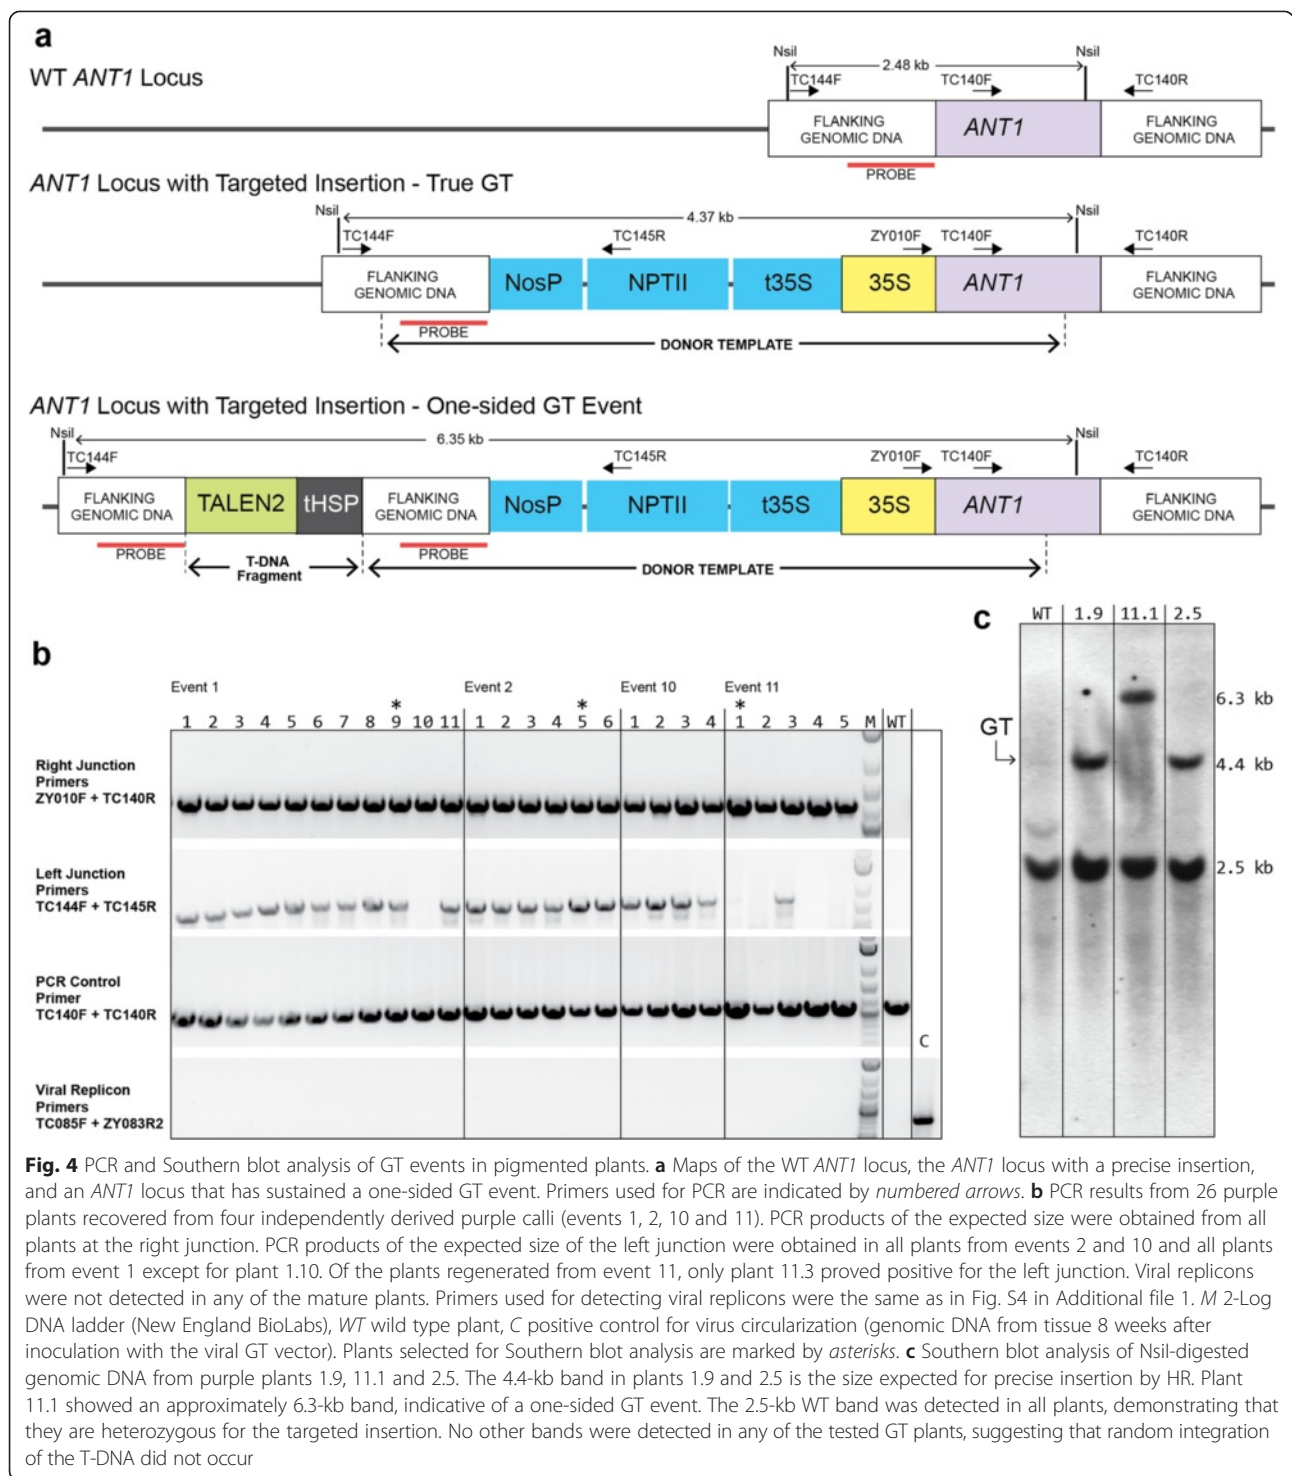 a
WT ANT1 Locus
NsiI
NsiI
2.48 kb
TC144F
TC140F
TC140R
FLANKING
GENOMIC DNA
ANT1
FLANKING
GENOMIC DNA
PROBE
ANT1 Locus with Targeted Insertion - True GT
NsiI
NsiI
4.37 kb
TC144F
TC145R
ZY010F
TC140F
TC140R
FLANKING
GENOMIC DNA
NosP
NPTII
t35S
35S
ANT1
FLANKING
GENOMIC DNA
PROBE
DONOR TEMPLATE
ANT1 Locus with Targeted Insertion - One-sided GT Event
NsiI
NsiI
6.35 kb
TC144F
TC145R
ZY010F
TC140F
TC140R
FLANKING
GENOMIC DNA
TALEN2
tHSP
FLANKING
GENOMIC DNA
NosP
NPTII
t35S
35S
ANT1
FLANKING
GENOMIC DNA
PROBE
PROBE
T-DNA
Fragment
DONOR TEMPLATE
b
Event 1 Event 2 Event 10 Event 11
* * *
1 2 3 4 5 6 7 8 9 10 11 1 2 3 4 5 6 1 2 3 4 1 2 3 4 5 M WT
Right Junction
Primers
ZY010F + TC140R
Left Junction
Primers
TC144F + TC145R
PCR Control
Primer
TC140F + TC140R
C
Viral Replicon
Primers
TC085F + ZY083R2
c
WT 1.9 11.1 2.5
6.3 kb
GT
4.4 kb
2.5 kb
Fig. 4 PCR and Southern blot analysis of GT events in pigmented plants. a Maps of the WT ANT1 locus, the ANT1 locus with a precise insertion,
and an ANT1 locus that has sustained a one-sided GT event. Primers used for PCR are indicated by numbered arrows. b PCR results from 26 purple
plants recovered from four independently derived purple calli (events 1, 2, 10 and 11). PCR products of the expected size were obtained from all
plants at the right junction. PCR products of the expected size of the left junction were obtained in all plants from events 2 and 10 and all plants
from event 1 except for plant 1.10. Of the plants regenerated from event 11, only plant 11.3 proved positive for the left junction. Viral replicons
were not detected in any of the mature plants. Primers used for detecting viral replicons were the same as in Fig. S4 in Additional file 1. M 2-Log
DNA ladder (New England BioLabs), WT wild type plant, C positive control for virus circularization (genomic DNA from tissue 8 weeks after
inoculation with the viral GT vector). Plants selected for Southern blot analysis are marked by asterisks. c Southern blot analysis of NsiI-digested
genomic DNA from purple plants 1.9, 11.1 and 2.5. The 4.4-kb band in plants 1.9 and 2.5 is the size expected for precise insertion by HR. Plant
11.1 showed an approximately 6.3-kb band, indicative of a one-sided GT event. The 2.5-kb WT band was detected in all plants, demonstrating that
they are heterozygous for the targeted insertion. No other bands were detected in any of the tested GT plants, suggesting that random integration
of the T-DNA did not occur